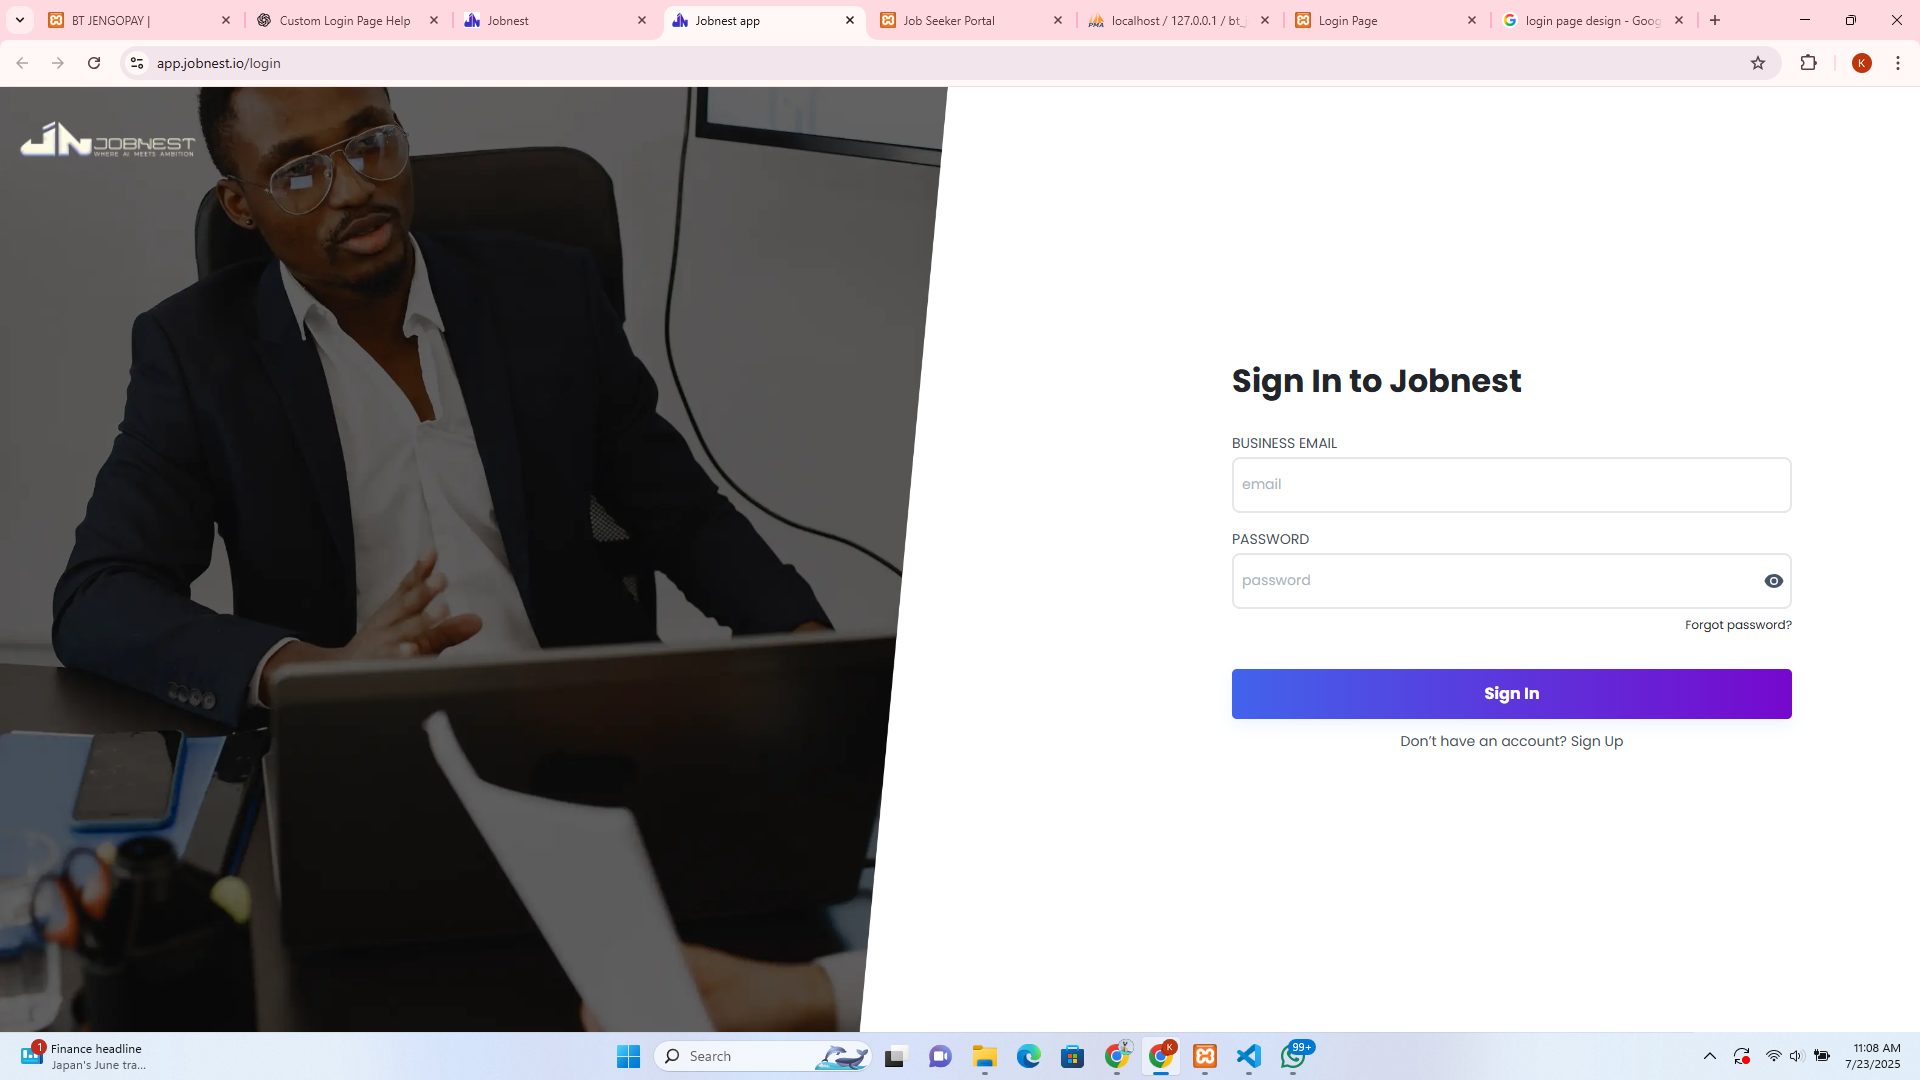 BT JENGOPAY |
Custom Login Page Help
Jobnest
Jobnest app
Job Seeker Portal
localhost / 127.0.0.1 / bt_
Login Page
login page design - Goog
app.jobnest.io/login
K
JN JOBNEST
WHERE AI MEETS AMBITION
Sign In to Jobnest
BUSINESS EMAIL
email
PASSWORD
password
Forgot password?
Sign In
Don't have an account? Sign Up
1
Finance headline
Japan's June tra...
Search
K
99+
11:08 AM
7/23/2025